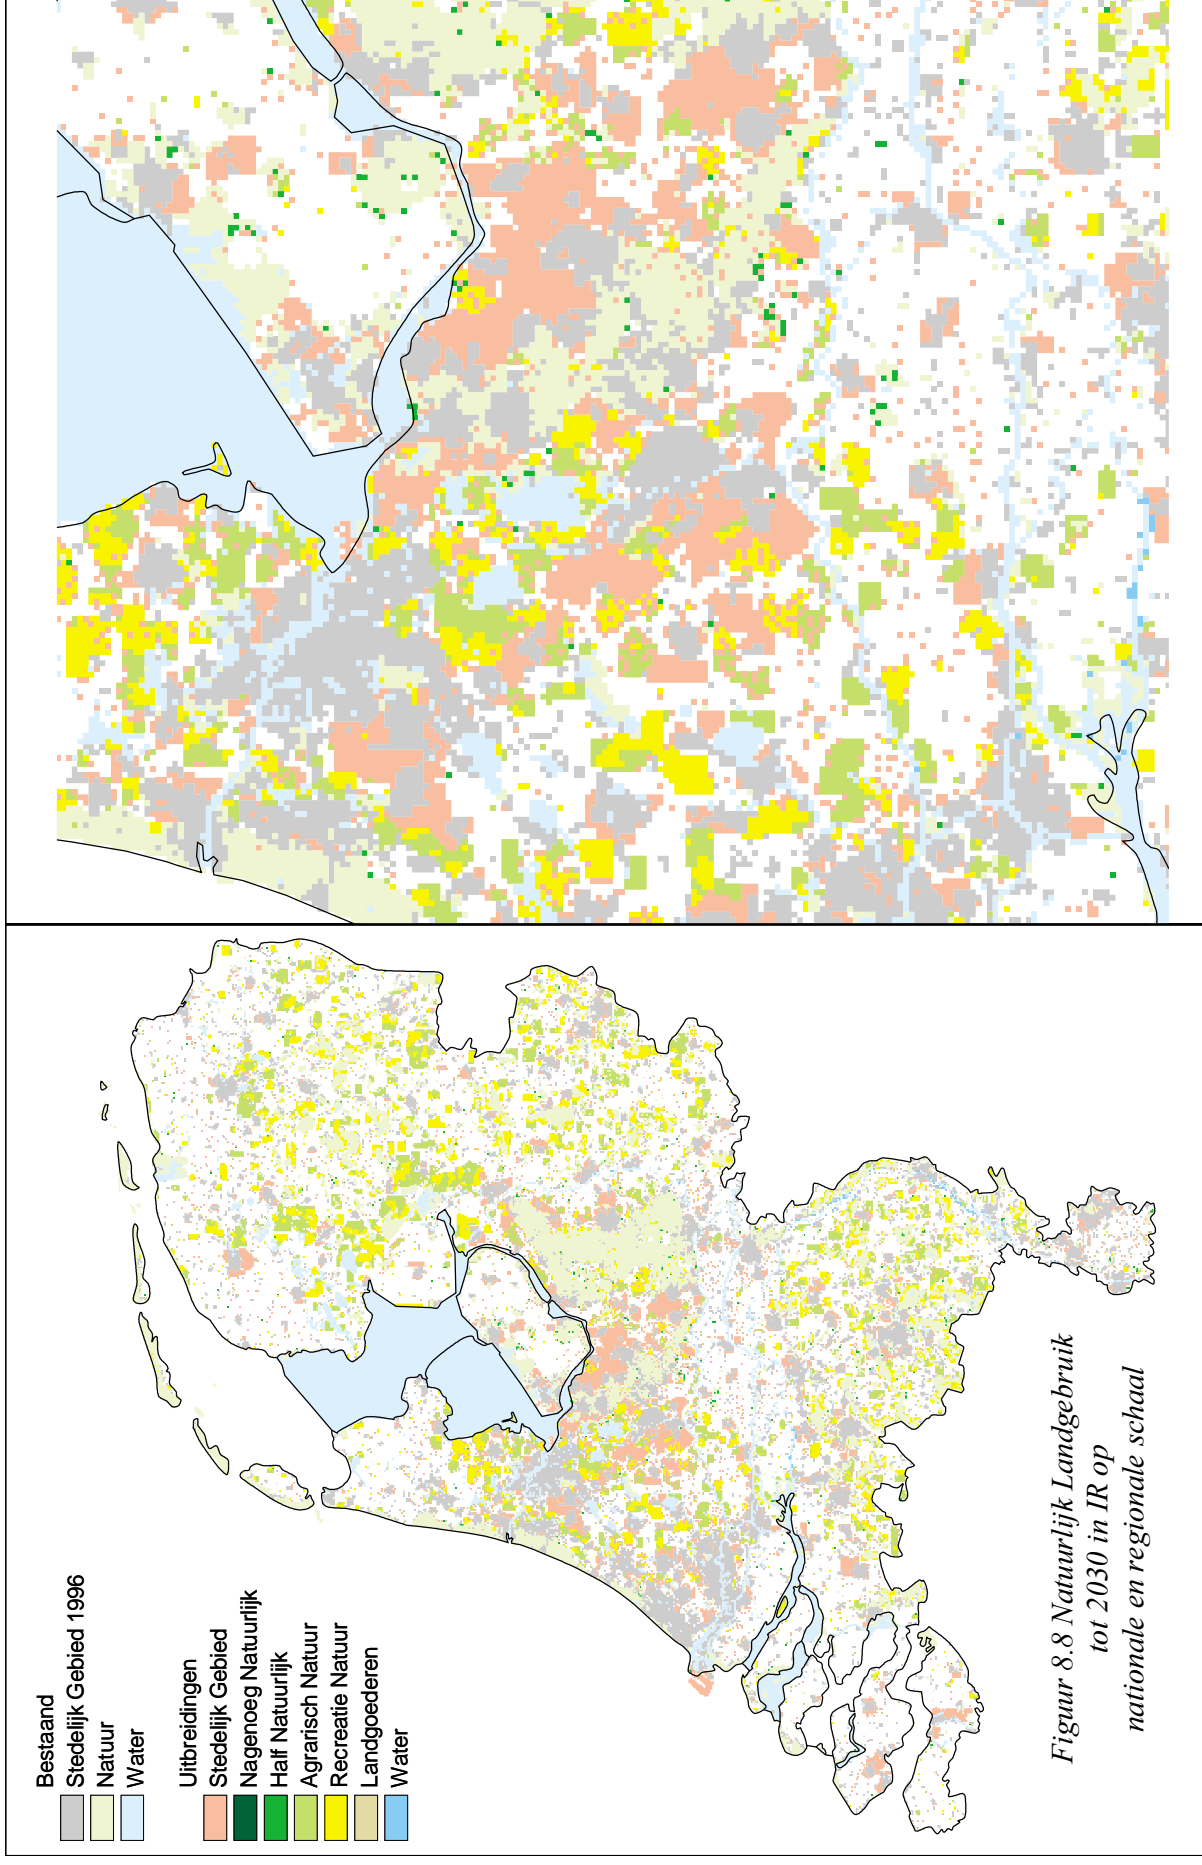 Bestaand
Stedelijk Gebied 1996
Natuur
Water
Uitbreidingen
Stedelijk Gebied
Nagenoeg Natuurlijk
Half Natuurlijk
Agrarisch Natuur
Recreatie Natuur
Landgoederen
Water
Figuur 8.8 Natuurlijk Landgebruik
tot 2030 in IR op
nationale en regionale schaal